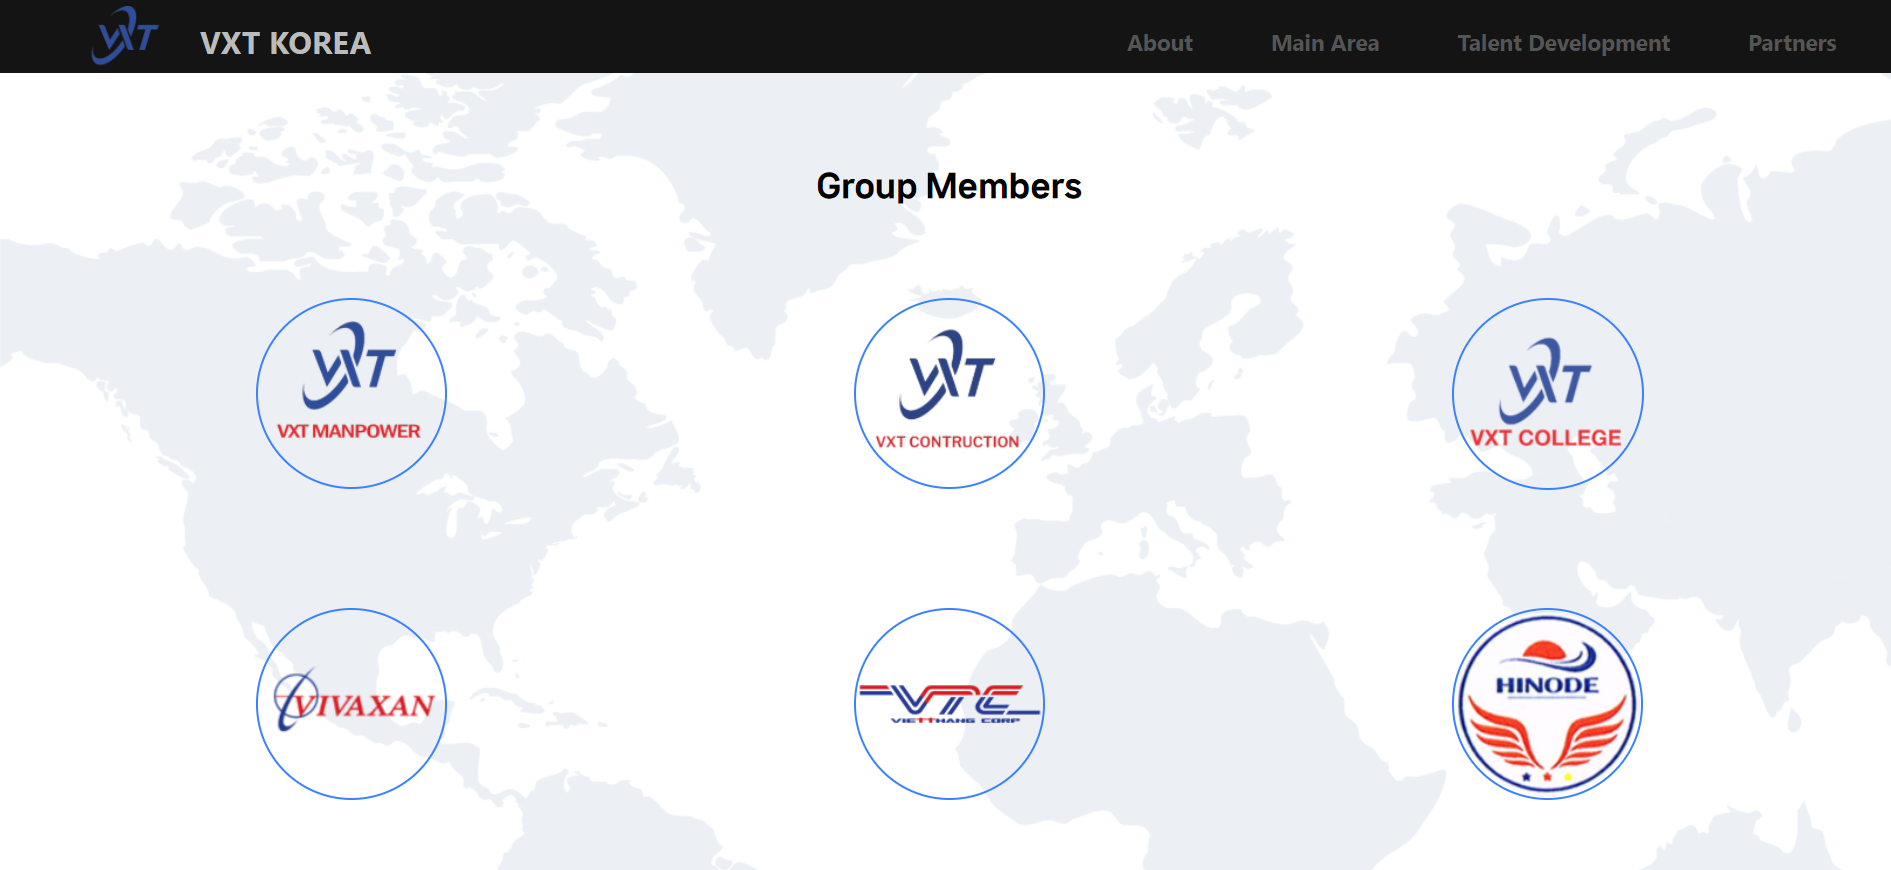 VXT
VXT KOREA
About
Main Area
Talent Development
Partners
Group Members
VXT
VXT MANPOWER
VXT
VXT CONTRUCTION
VXT
VXT COLLEGE
VIVAXAN
VTC
VIETTHANG CORP
HINODE